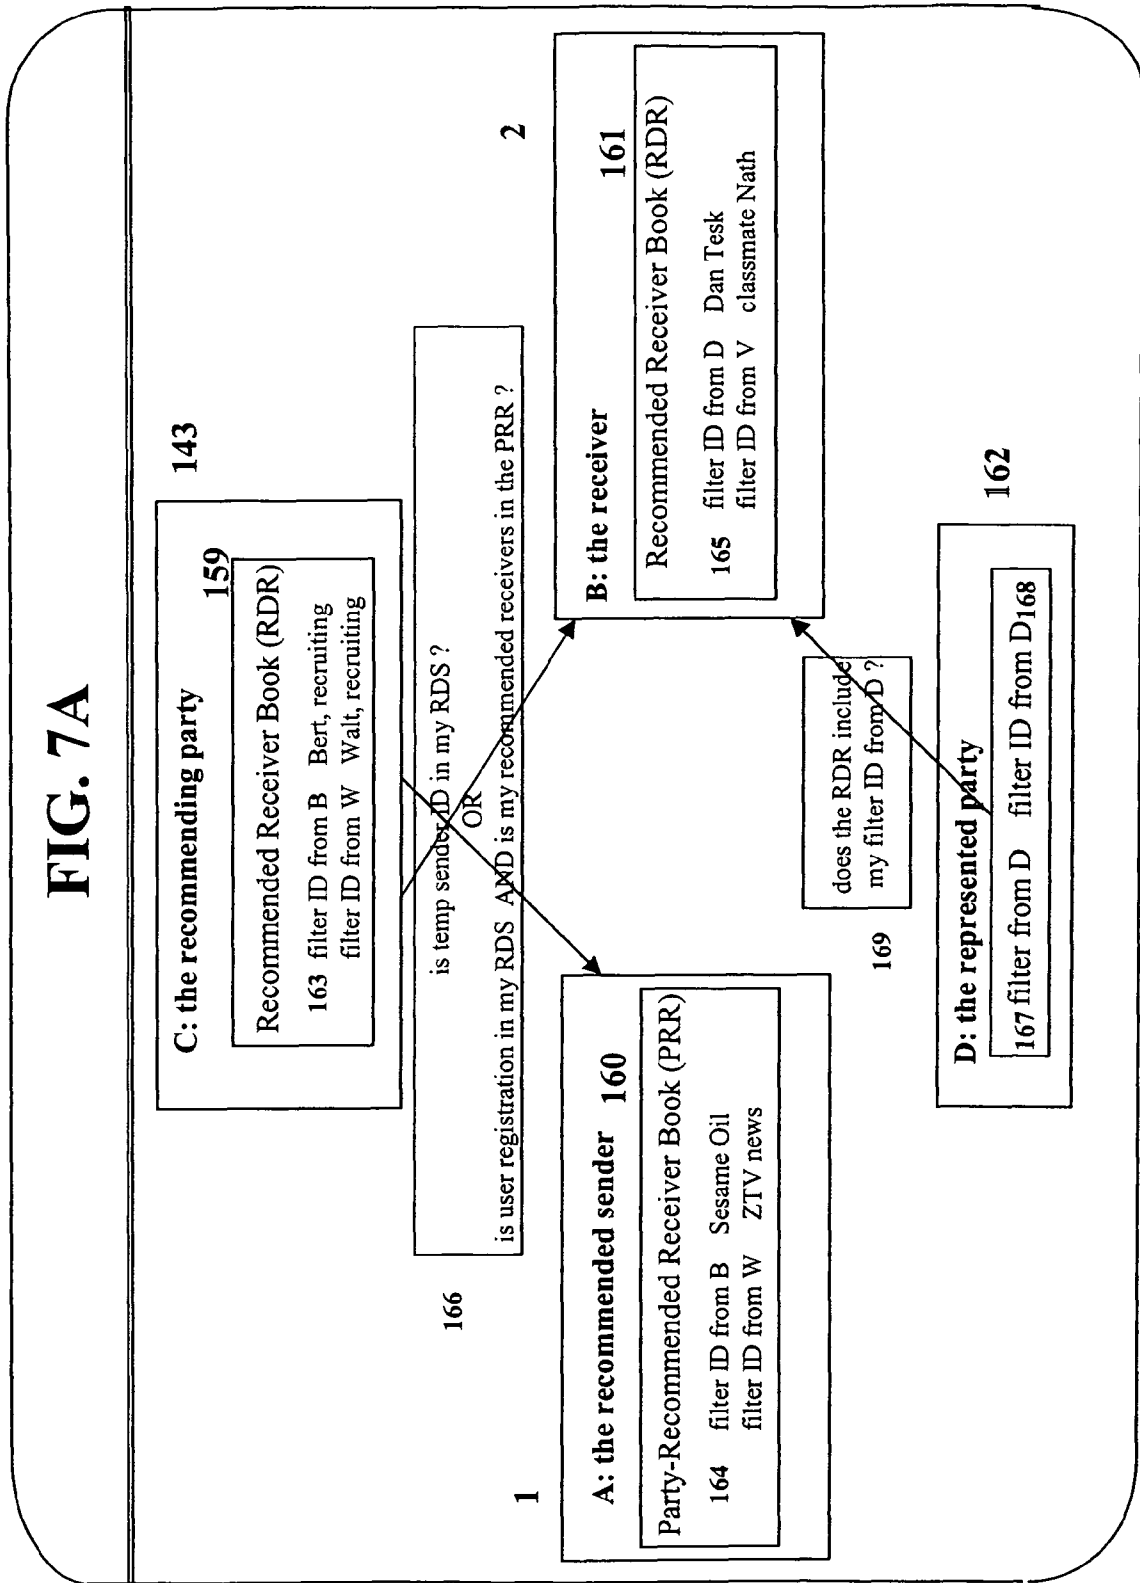 FIG. 7A
C: the recommending party
143
159
Recommended Receiver Book (RDR)
163 filter ID from B Bert, recruiting
filter ID from W Walt, recruiting
166
is temp sender ID in my RDS ?
OR
is user registration in my RDS AND is my recommended receivers in the PRR ?
1
A: the recommended sender
160
Party-Recommended Receiver Book (PRR)
164 filter ID from B Sesame Oil
filter ID from W ZTV news
2
B: the receiver
161
Recommended Receiver Book (RDR)
165 filter ID from D Dan Tesk
filter ID from V classmate Nath
169
does the RDR include
my filter ID from D ?
D: the represented party
162
167 filter from D filter ID from D168